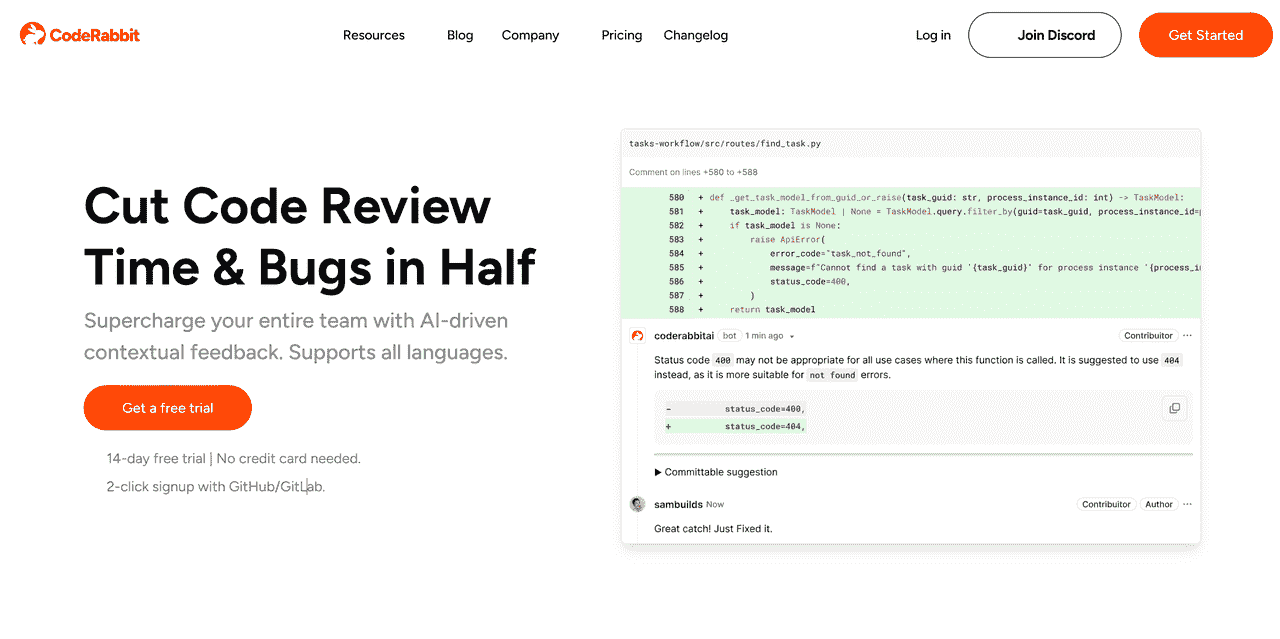 CodeRabbit
Resources Blog Company Pricing Changelog Log in Join Discord Get Started
Cut Code Review
Time & Bugs in Half
Supercharge your entire team with AI-driven
contextual feedback. Supports all languages.
Get a free trial
14-day free trial | No credit card needed.
2-click signup with GitHub/GitLab.
tasks-workflow/src/routes/find_task.py
Comment on lines +580 to +588
580 + def _get_task_model_from_guid_or_raise(task_guid: str, process_instance_id: int) -> TaskModel:
581 + task_model: TaskModel | None = TaskModel.query.filter_by(guid=task_guid, process_instance_id=p
582 + if task_model is None:
583 + raise ApiError(
584 + error_code="task_not_found",
585 + message=f"Cannot find a task with guid '{task_guid}' for process instance '{process_in
586 + status_code=400,
587 + )
588 + return task_model
coderabbitai bot 1 min ago Contribuitor ...
Status code 400 may not be appropriate for all use cases where this function is called. It is suggested to use 404
instead, as it is more suitable for not found errors.
- status_code=400,
+ status_code=404,
▶ Committable suggestion
sambuilds Now Contribuitor Author ...
Great catch! Just Fixed it.